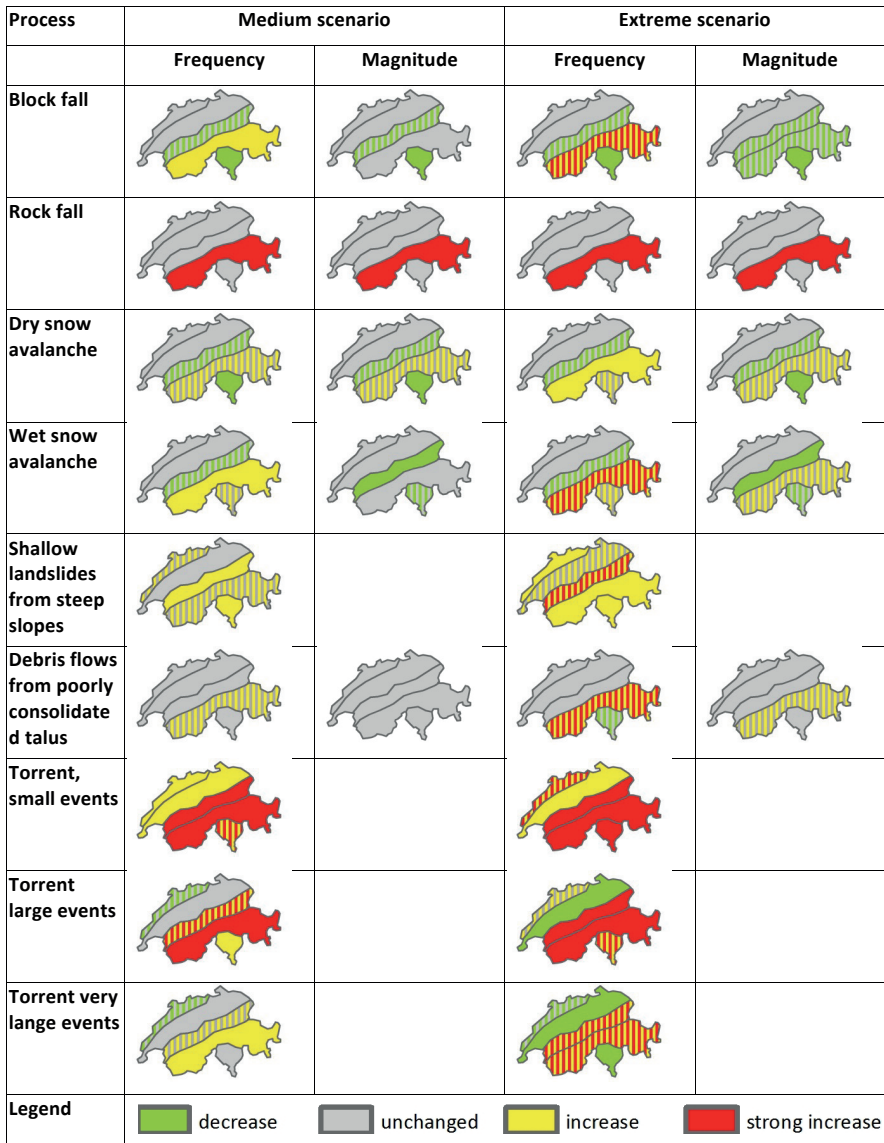 Process Medium scenario Extreme scenario
Frequency Magnitude Frequency Magnitude
Block fall
Rock fall
Dry snow
avalanche
Wet snow
avalanche
Shallow
landslides
from steep
slopes
Debris flows
from poorly
consolidate
d talus
Torrent,
small events
Torrent
large events
Torrent very
lange events
Legend decrease unchanged increase strong increase